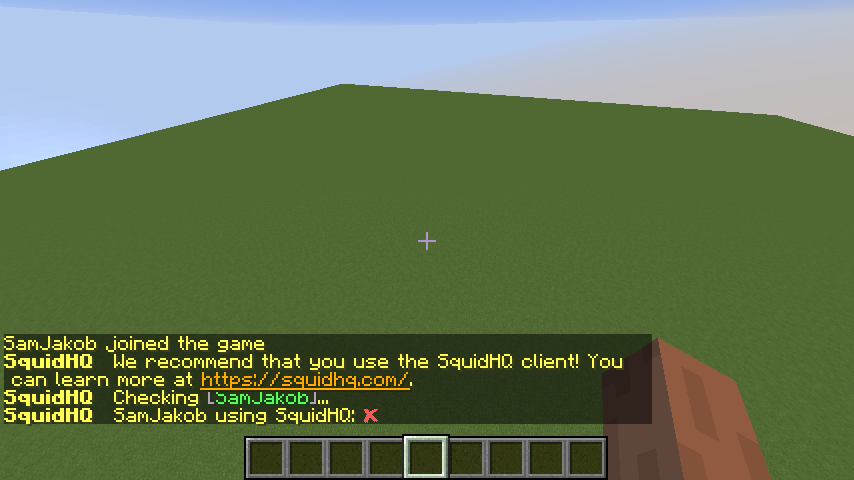 SamJakob joined the game
SquidHQ We recommend that you use the SquidHQ client! You
can learn more at https://squidhq.com/.
SquidHQ Checking [SamJakob]...
SquidHQ SamJakob using SquidHQ: ✘